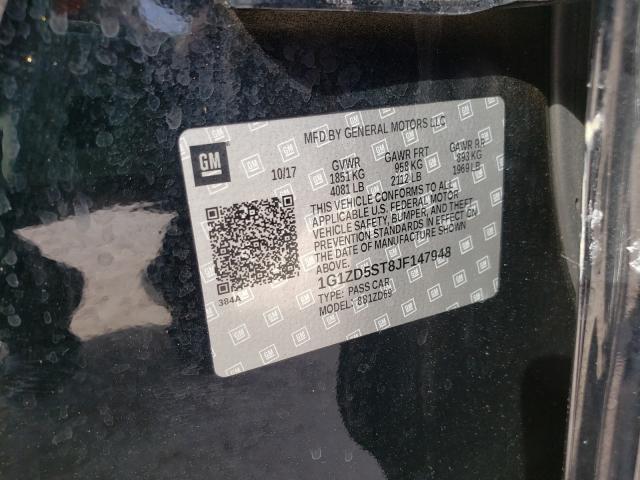 MFD BY GENERAL MOTORS LLC
GM
10/17
GVWR GAWR FRT GAWR RR
1851 KG 958 KG 893 KG
4081 LB 2112 LB 1969 LB
THIS VEHICLE CONFORMS TO ALL
APPLICABLE U.S. FEDERAL MOTOR
VEHICLE SAFETY, BUMPER, AND THEFT
PREVENTION STANDARDS IN EFFECT ON
THE DATE OF MANUFACTURE SHOWN
ABOVE.
384A
1G1ZD5ST8JF147948
TYPE: PASS CAR
MODEL: 881ZD69